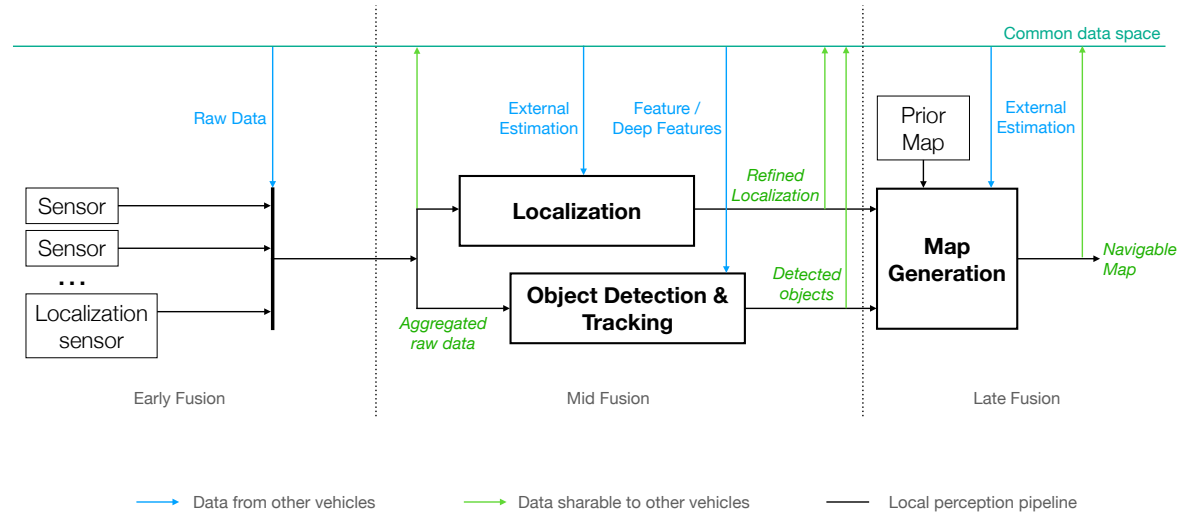 Common data space
Raw Data
External
Estimation
Feature /
Deep Features
External
Estimation
Prior
Map
Sensor
Sensor
...
Localization
sensor
Localization
Refined
Localization
Object Detection &
Tracking
Detected
objects
Aggregated
raw data
Map
Generation
Navigable
Map
Early Fusion
Mid Fusion
Late Fusion
Data from other vehicles
Data sharable to other vehicles
Local perception pipeline